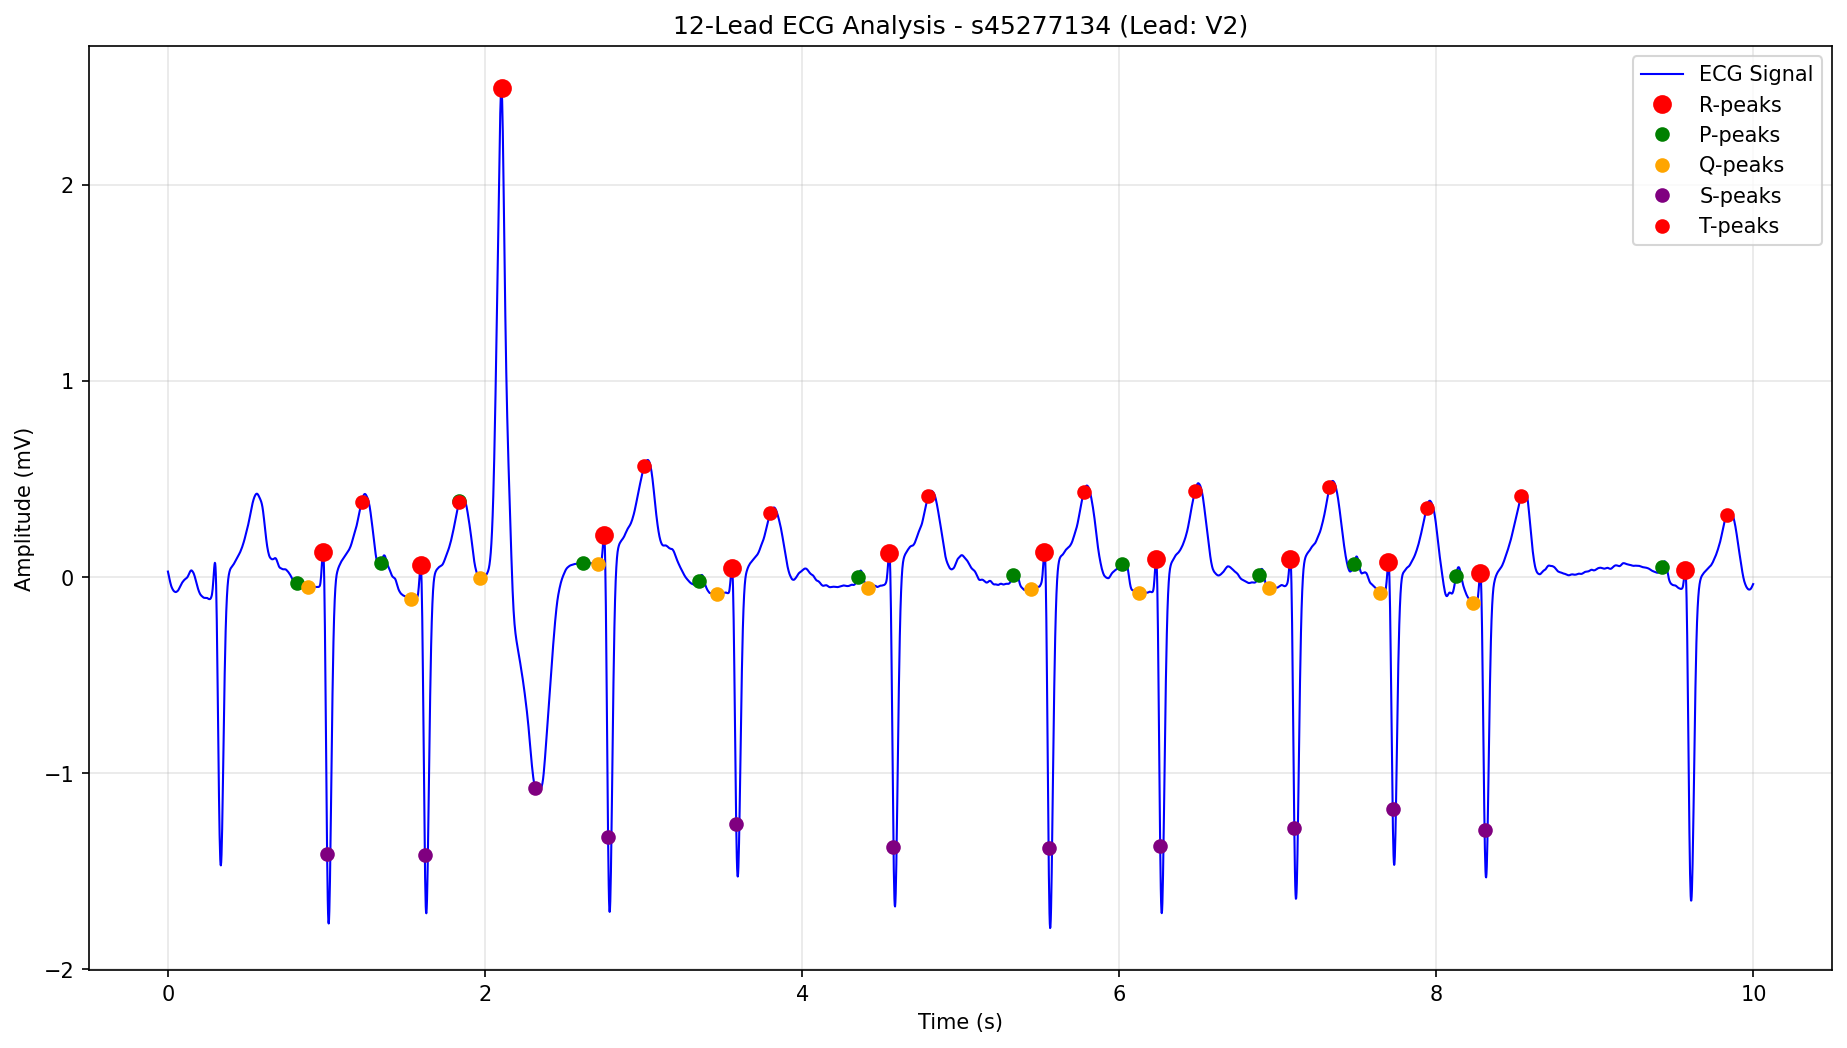 12-Lead ECG Analysis - s45277134 (Lead: V2)
ECG Signal
R-peaks
P-peaks
Q-peaks
S-peaks
T-peaks
Amplitude (mV)
2
1
0
−1
−2
0
2
4
6
8
10
Time (s)